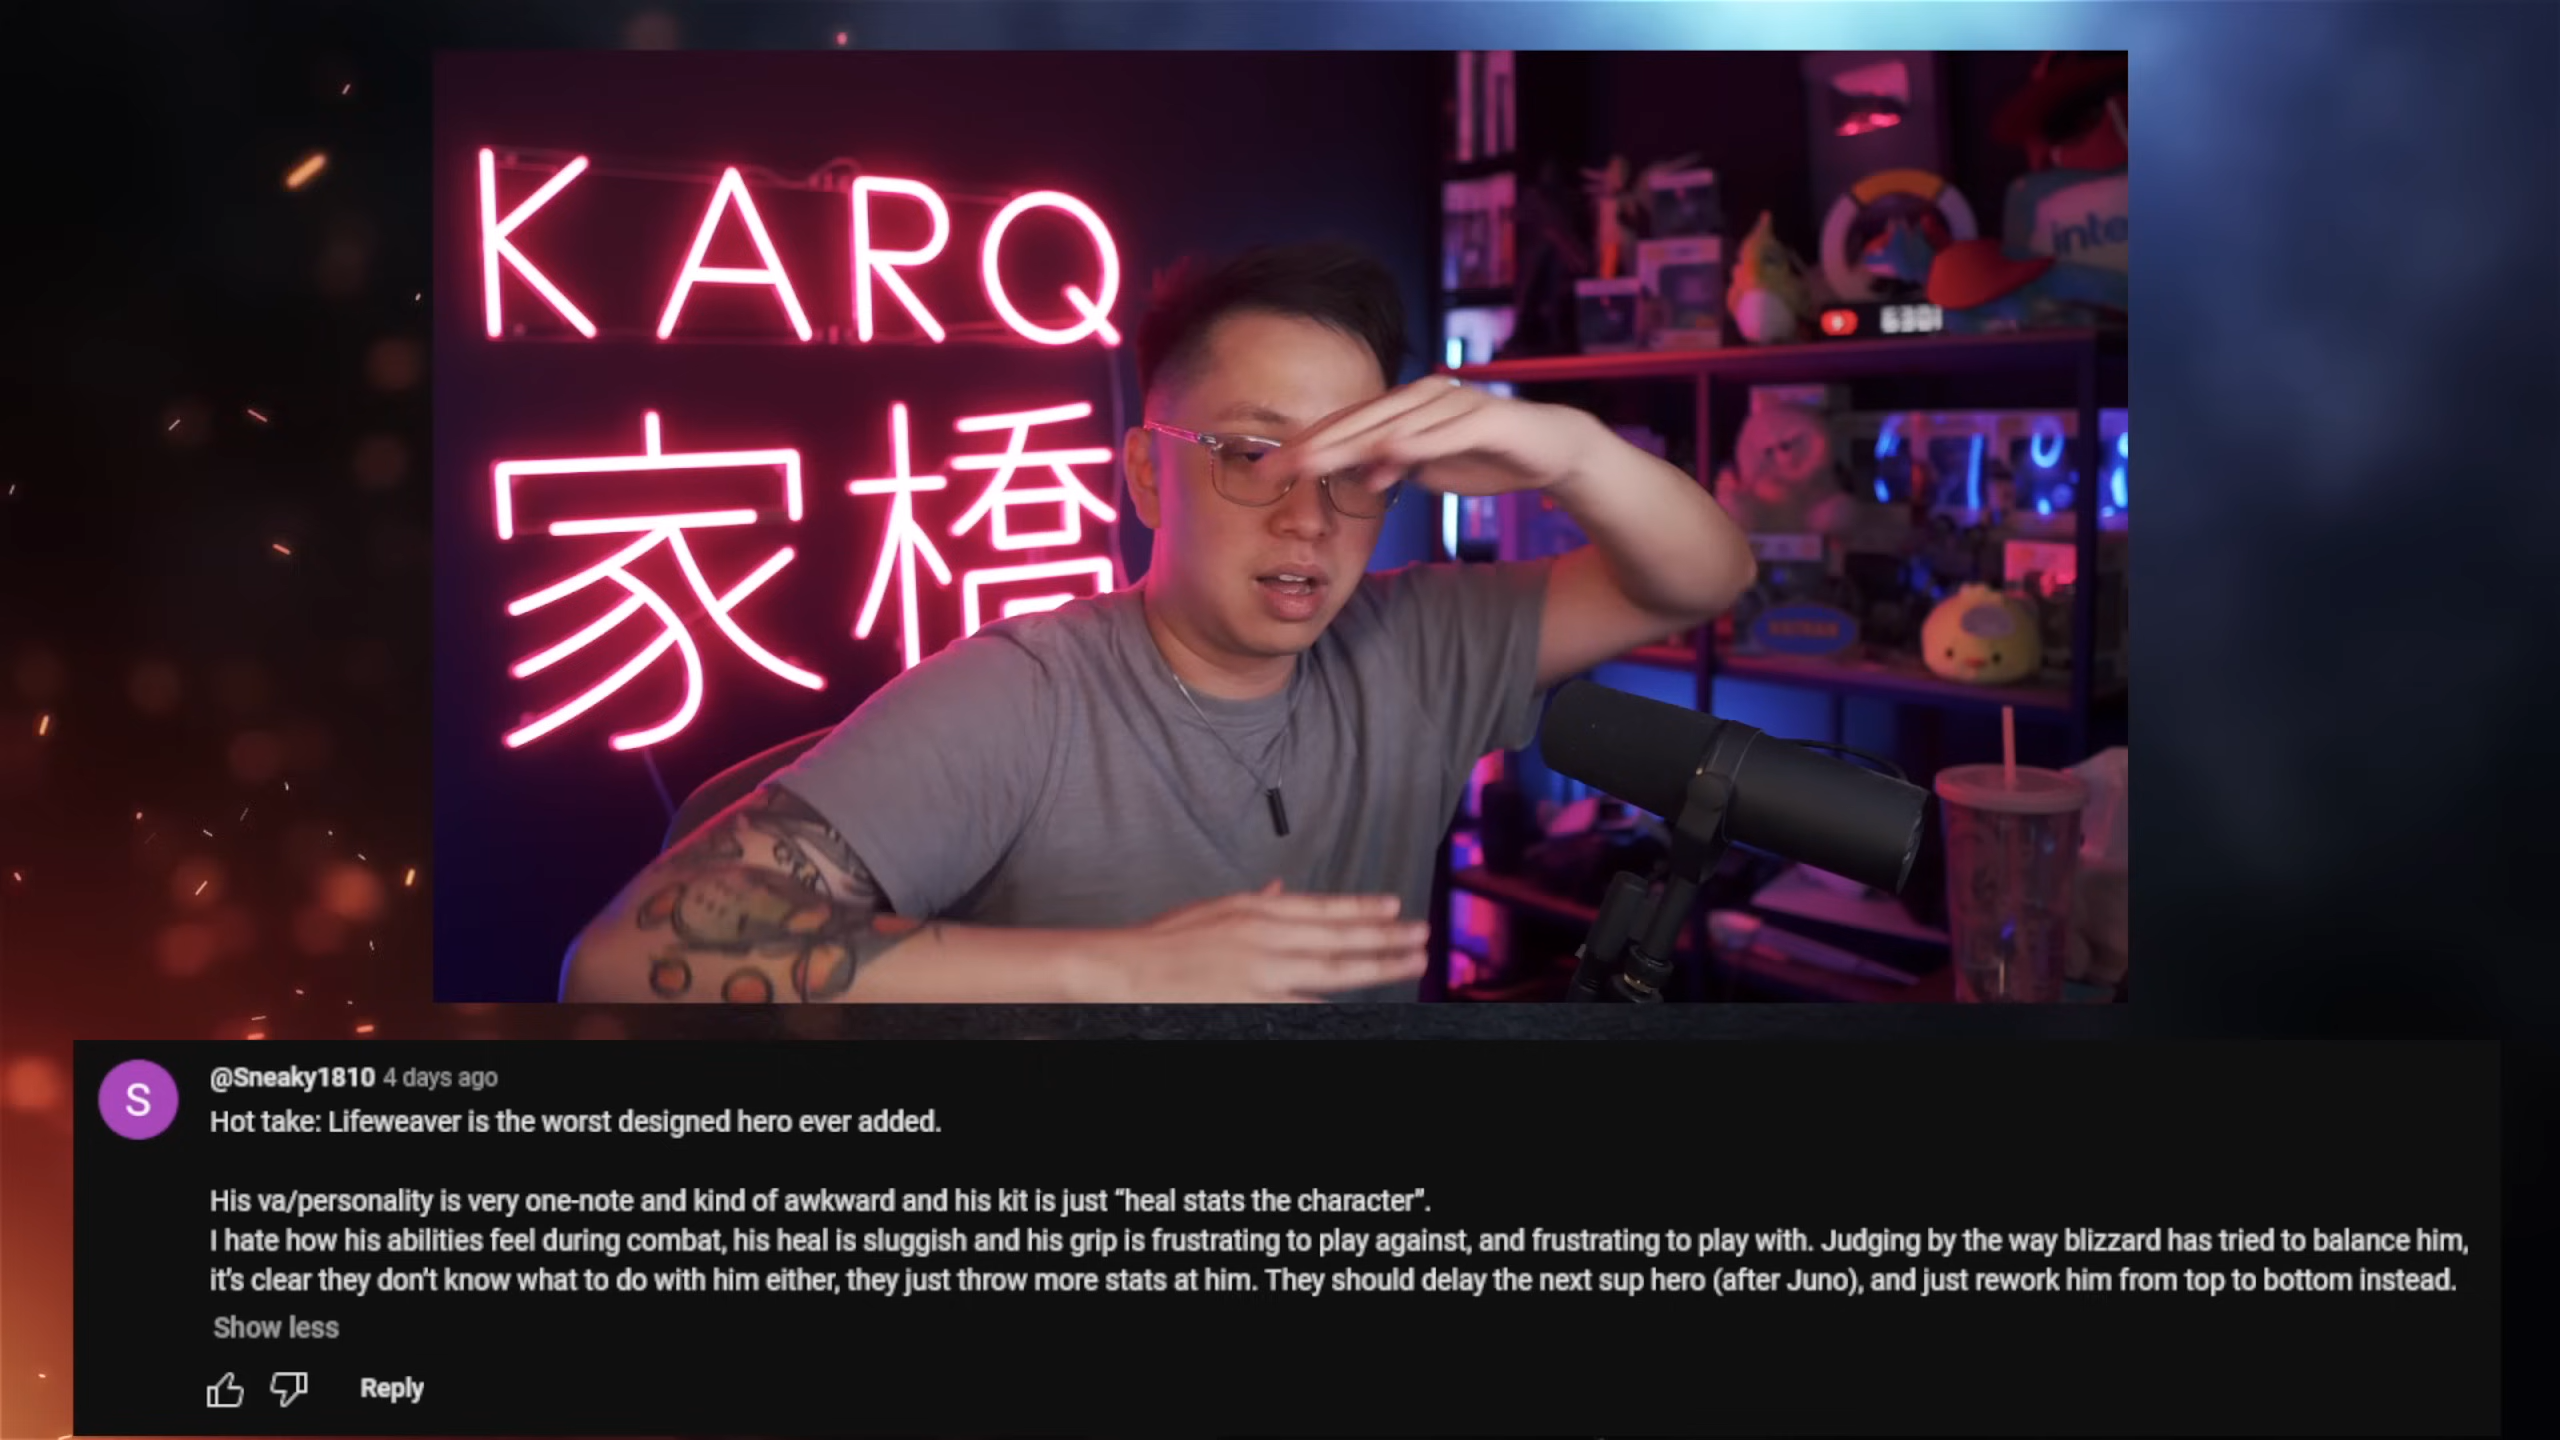 KARQ
家橋
inte
@Sneaky1810 4 days ago
Hot take: Lifeweaver is the worst designed hero ever added.
His va/personality is very one-note and kind of awkward and his kit is just “heal stats the character”.
I hate how his abilities feel during combat, his heal is sluggish and his grip is frustrating to play against, and frustrating to play with. Judging by the way blizzard has tried to balance him,
it's clear they don't know what to do with him either, they just throw more stats at him. They should delay the next sup hero (after Juno), and just rework him from top to bottom instead.
Show less
Reply
S